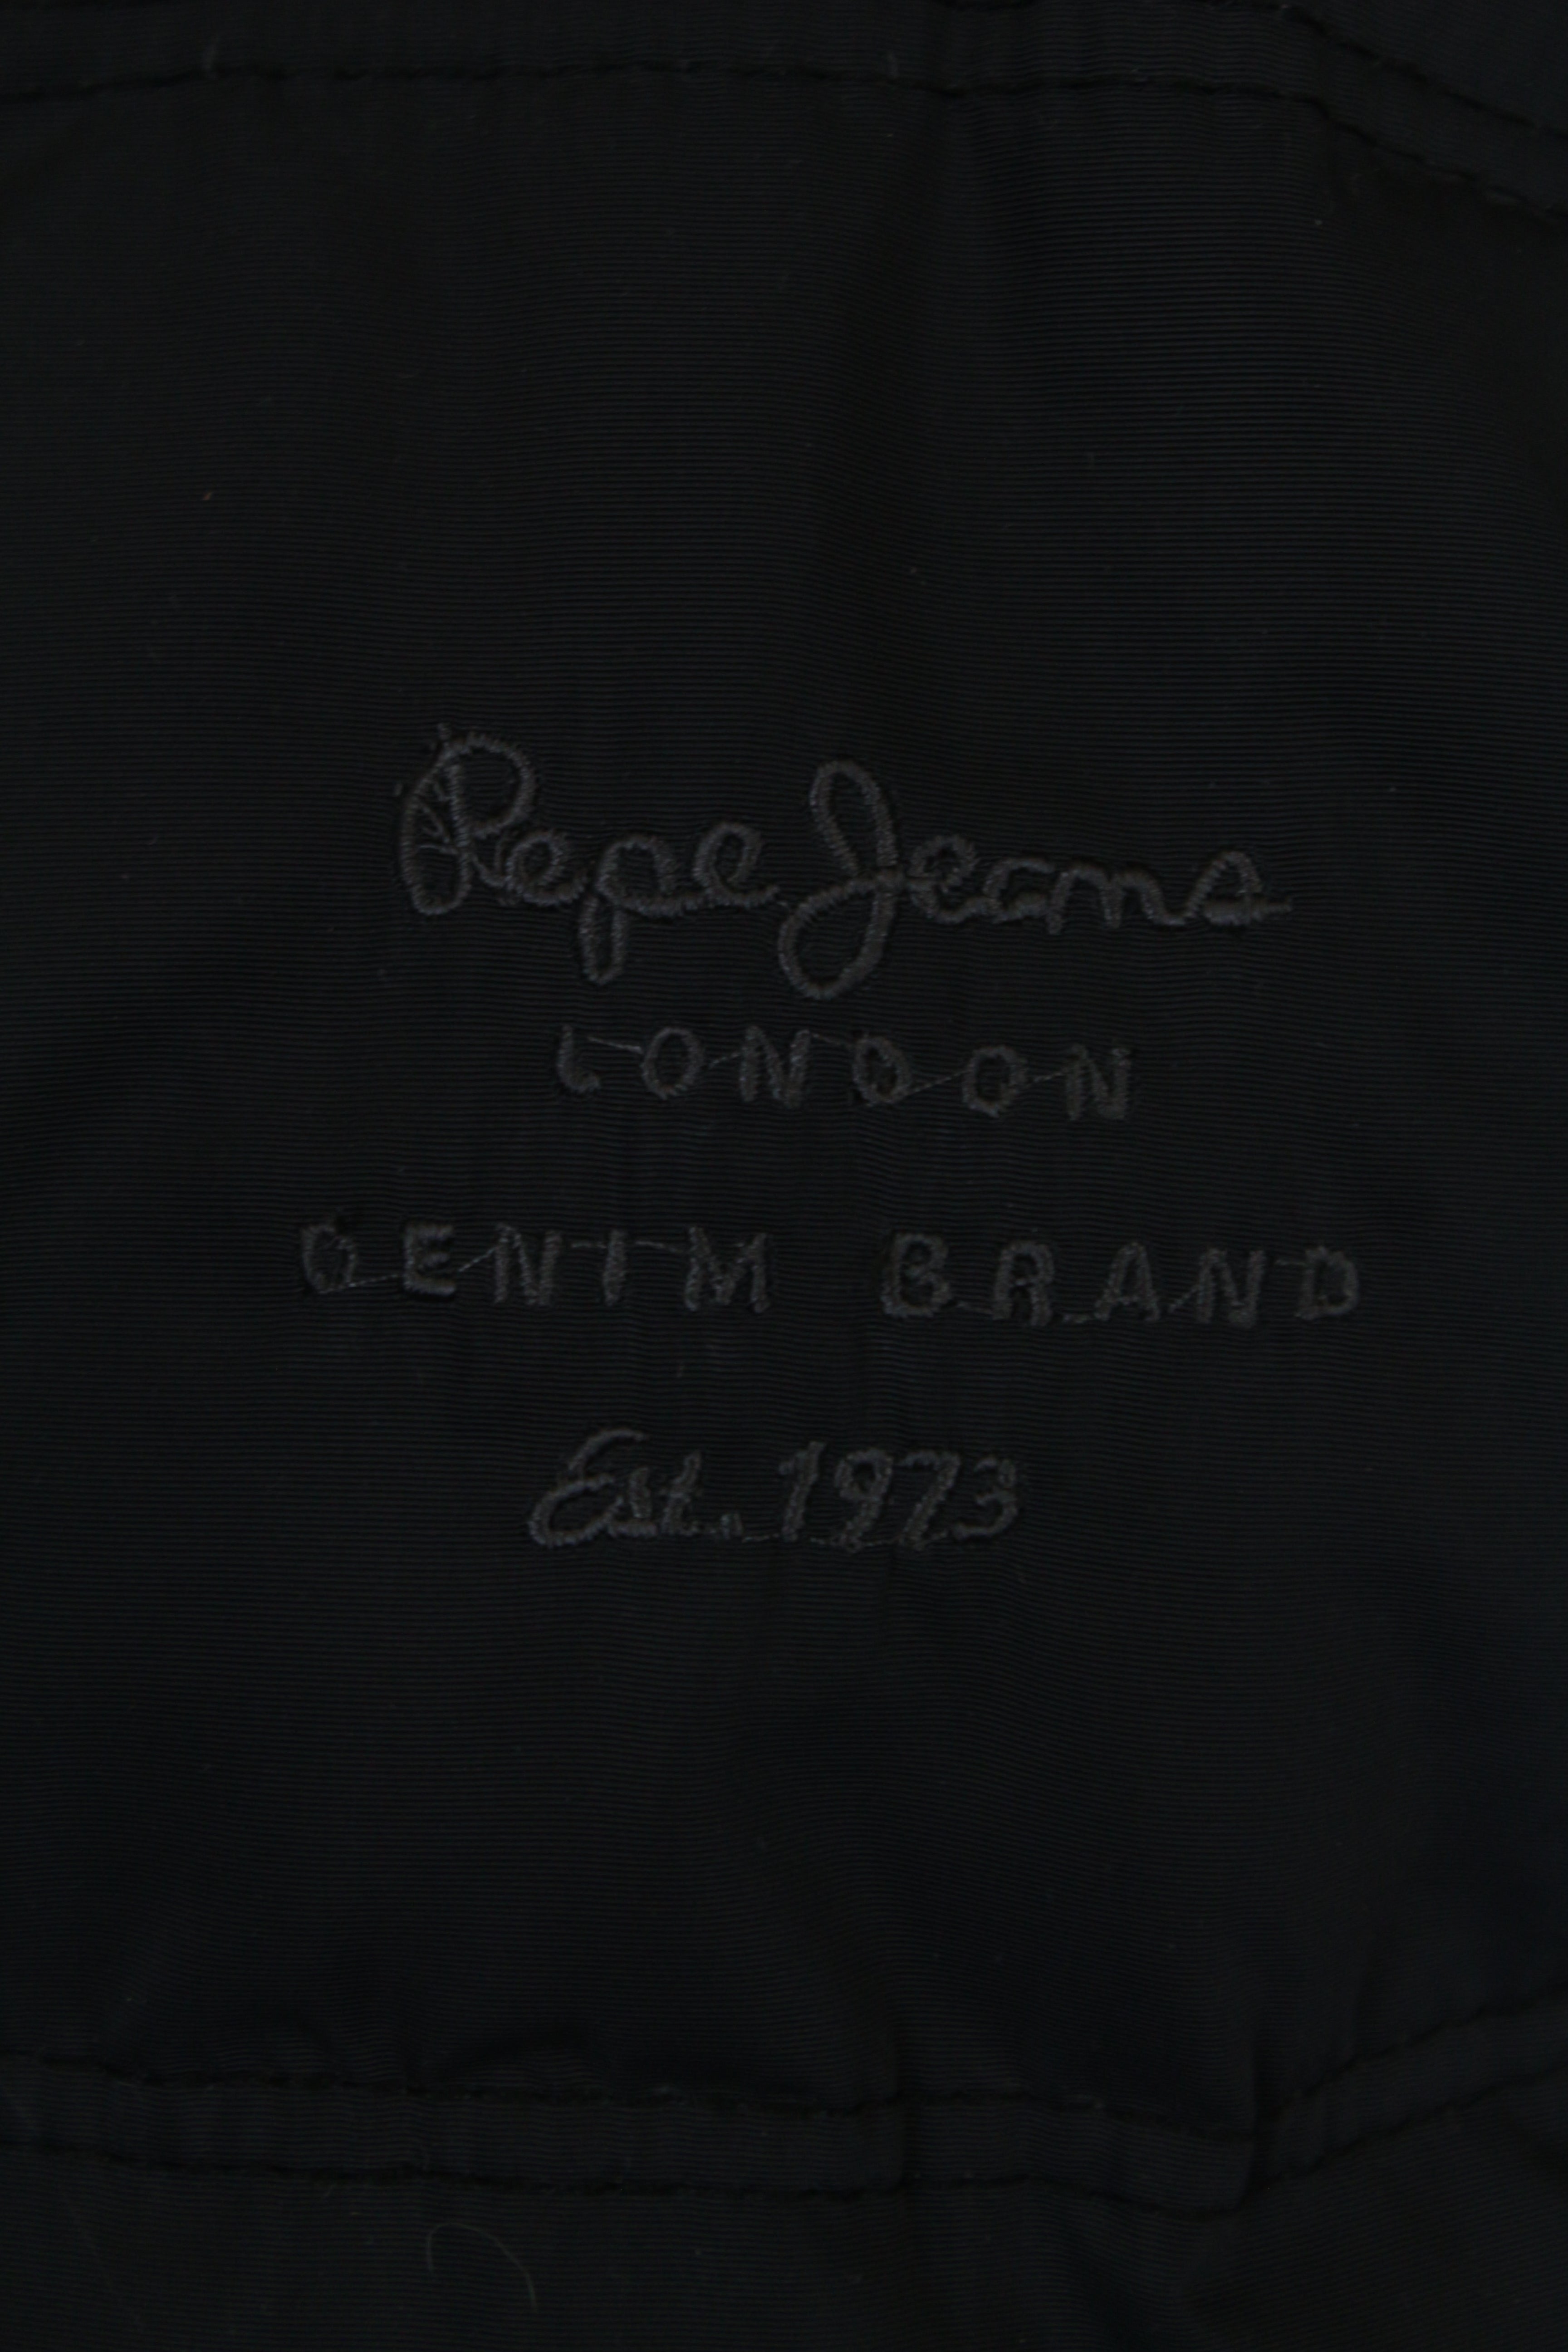 Pepe Jeans
LONDON
DENIM BRAND
Est. 1973